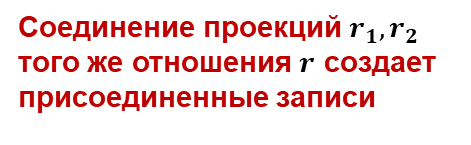 Соединение проекций r₁, r₂
того же отношения r создает
присоединенные записи